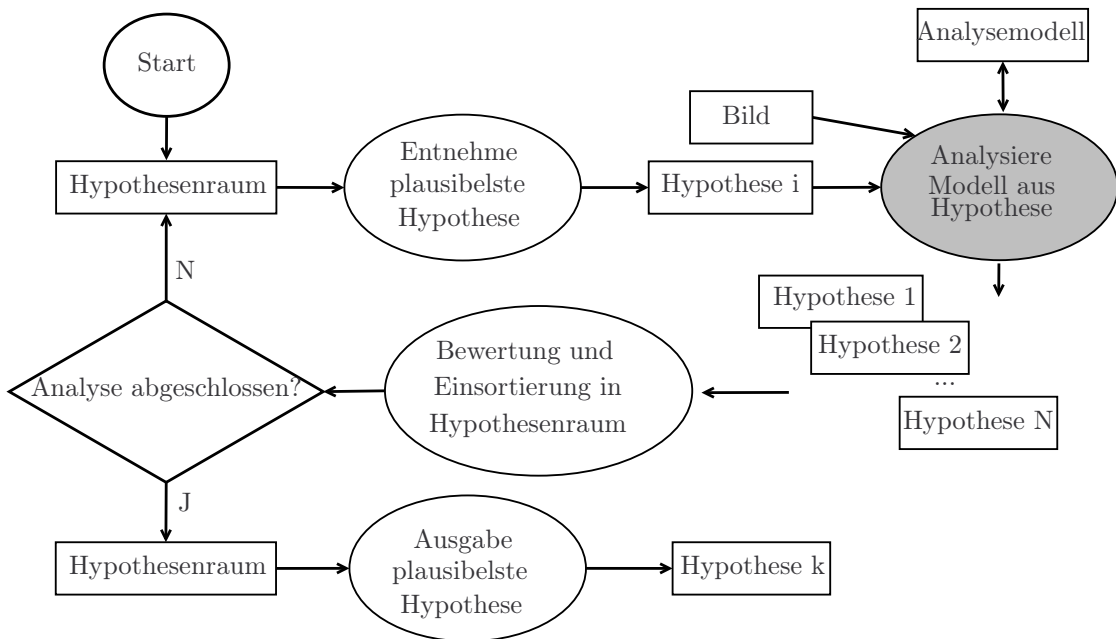 Start
Analysemodell
Bild
Entnehme
plausibelste
Hypothese
Analysiere
Modell aus
Hypothese
Hypothesenraum
Hypothese i
N
Hypothese 1
Hypothese 2
...
Hypothese N
Bewertung und
Einsortierung in
Hypothesenraum
Analyse abgeschlossen?
J
Hypothesenraum
Ausgabe
plausibelste
Hypothese
Hypothese k